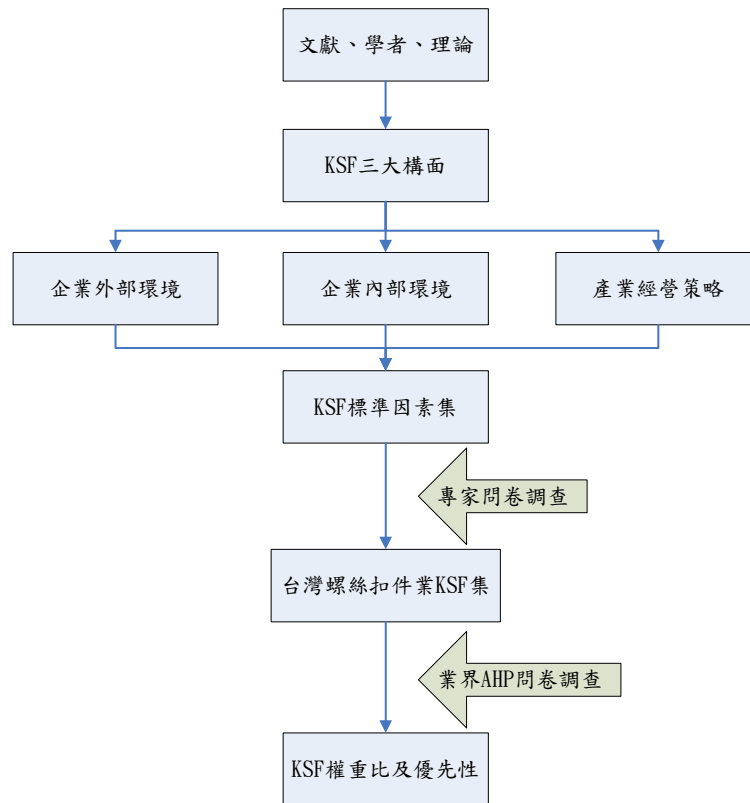 文獻、學者、理論
KSF三大構面
企業外部環境
企業內部環境
產業經營策略
KSF標準因素集
專家問卷調查
台灣螺絲扣件業KSF集
業界AHP問卷調查
KSF權重比及優先性